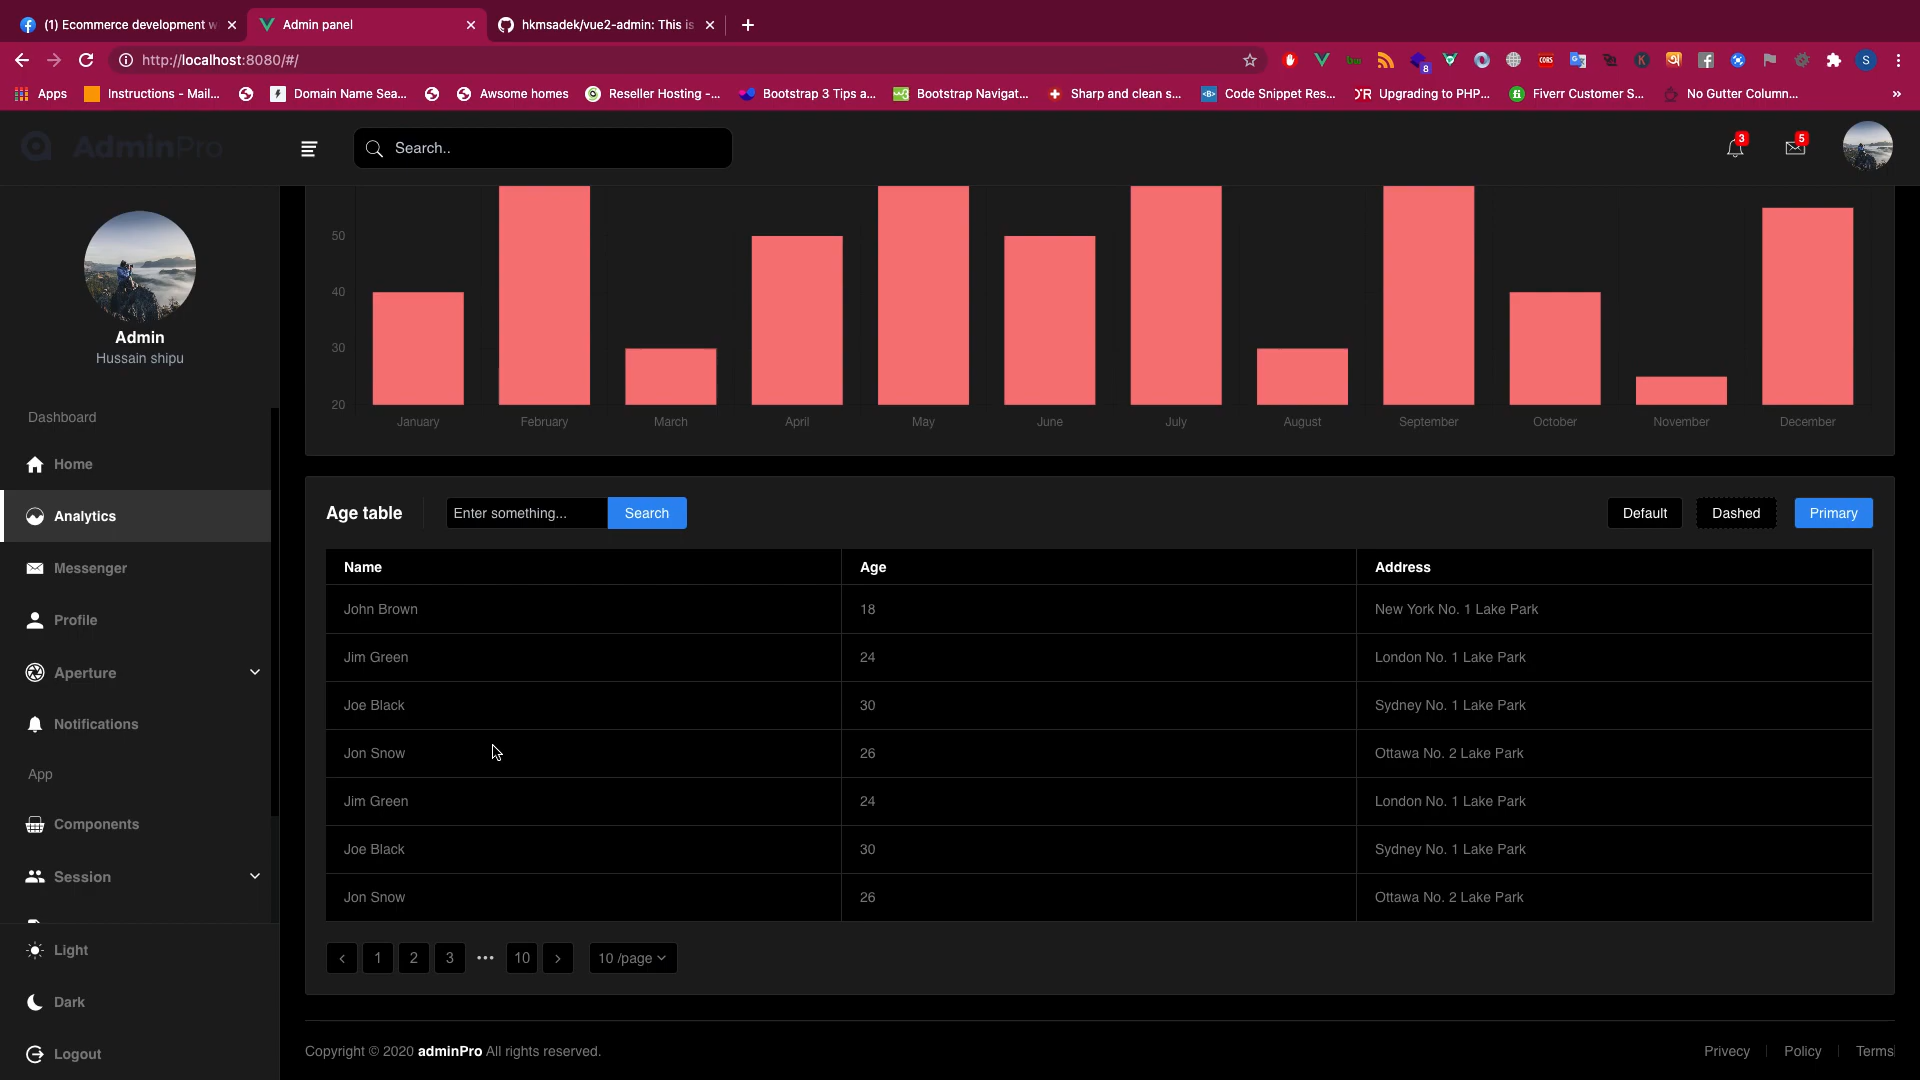 (1) Ecommerce development w
Admin panel
hkmsadek/vue2-admin: This is
http://localhost:8080/#/
8
CORS
K
S
Apps
Instructions - Mail...
Domain Name Sea...
Awsome homes
Reseller Hosting -...
Bootstrap 3 Tips a...
Bootstrap Navigat...
Sharp and clean s...
Code Snippet Res...
Upgrading to PHP...
Fiverr Customer S...
No Gutter Column...
»
AdminPro
Search..
3
5
Admin
Hussain shipu
Dashboard
Home
Analytics
Messenger
Profile
Aperture
Notifications
App
Components
Session
Light
Dark
Logout
50
40
30
20
January February March April May June July August September October November December
Age table
Enter something...
Search
Default
Dashed
Primary
Name Age Address
John Brown 18 New York No. 1 Lake Park
Jim Green 24 London No. 1 Lake Park
Joe Black 30 Sydney No. 1 Lake Park
Jon Snow 26 Ottawa No. 2 Lake Park
Jim Green 24 London No. 1 Lake Park
Joe Black 30 Sydney No. 1 Lake Park
Jon Snow 26 Ottawa No. 2 Lake Park
‹ 1 2 3 ••• 10 › 10 /page
Copyright © 2020 adminPro All rights reserved.
Privecy
Policy
Terms